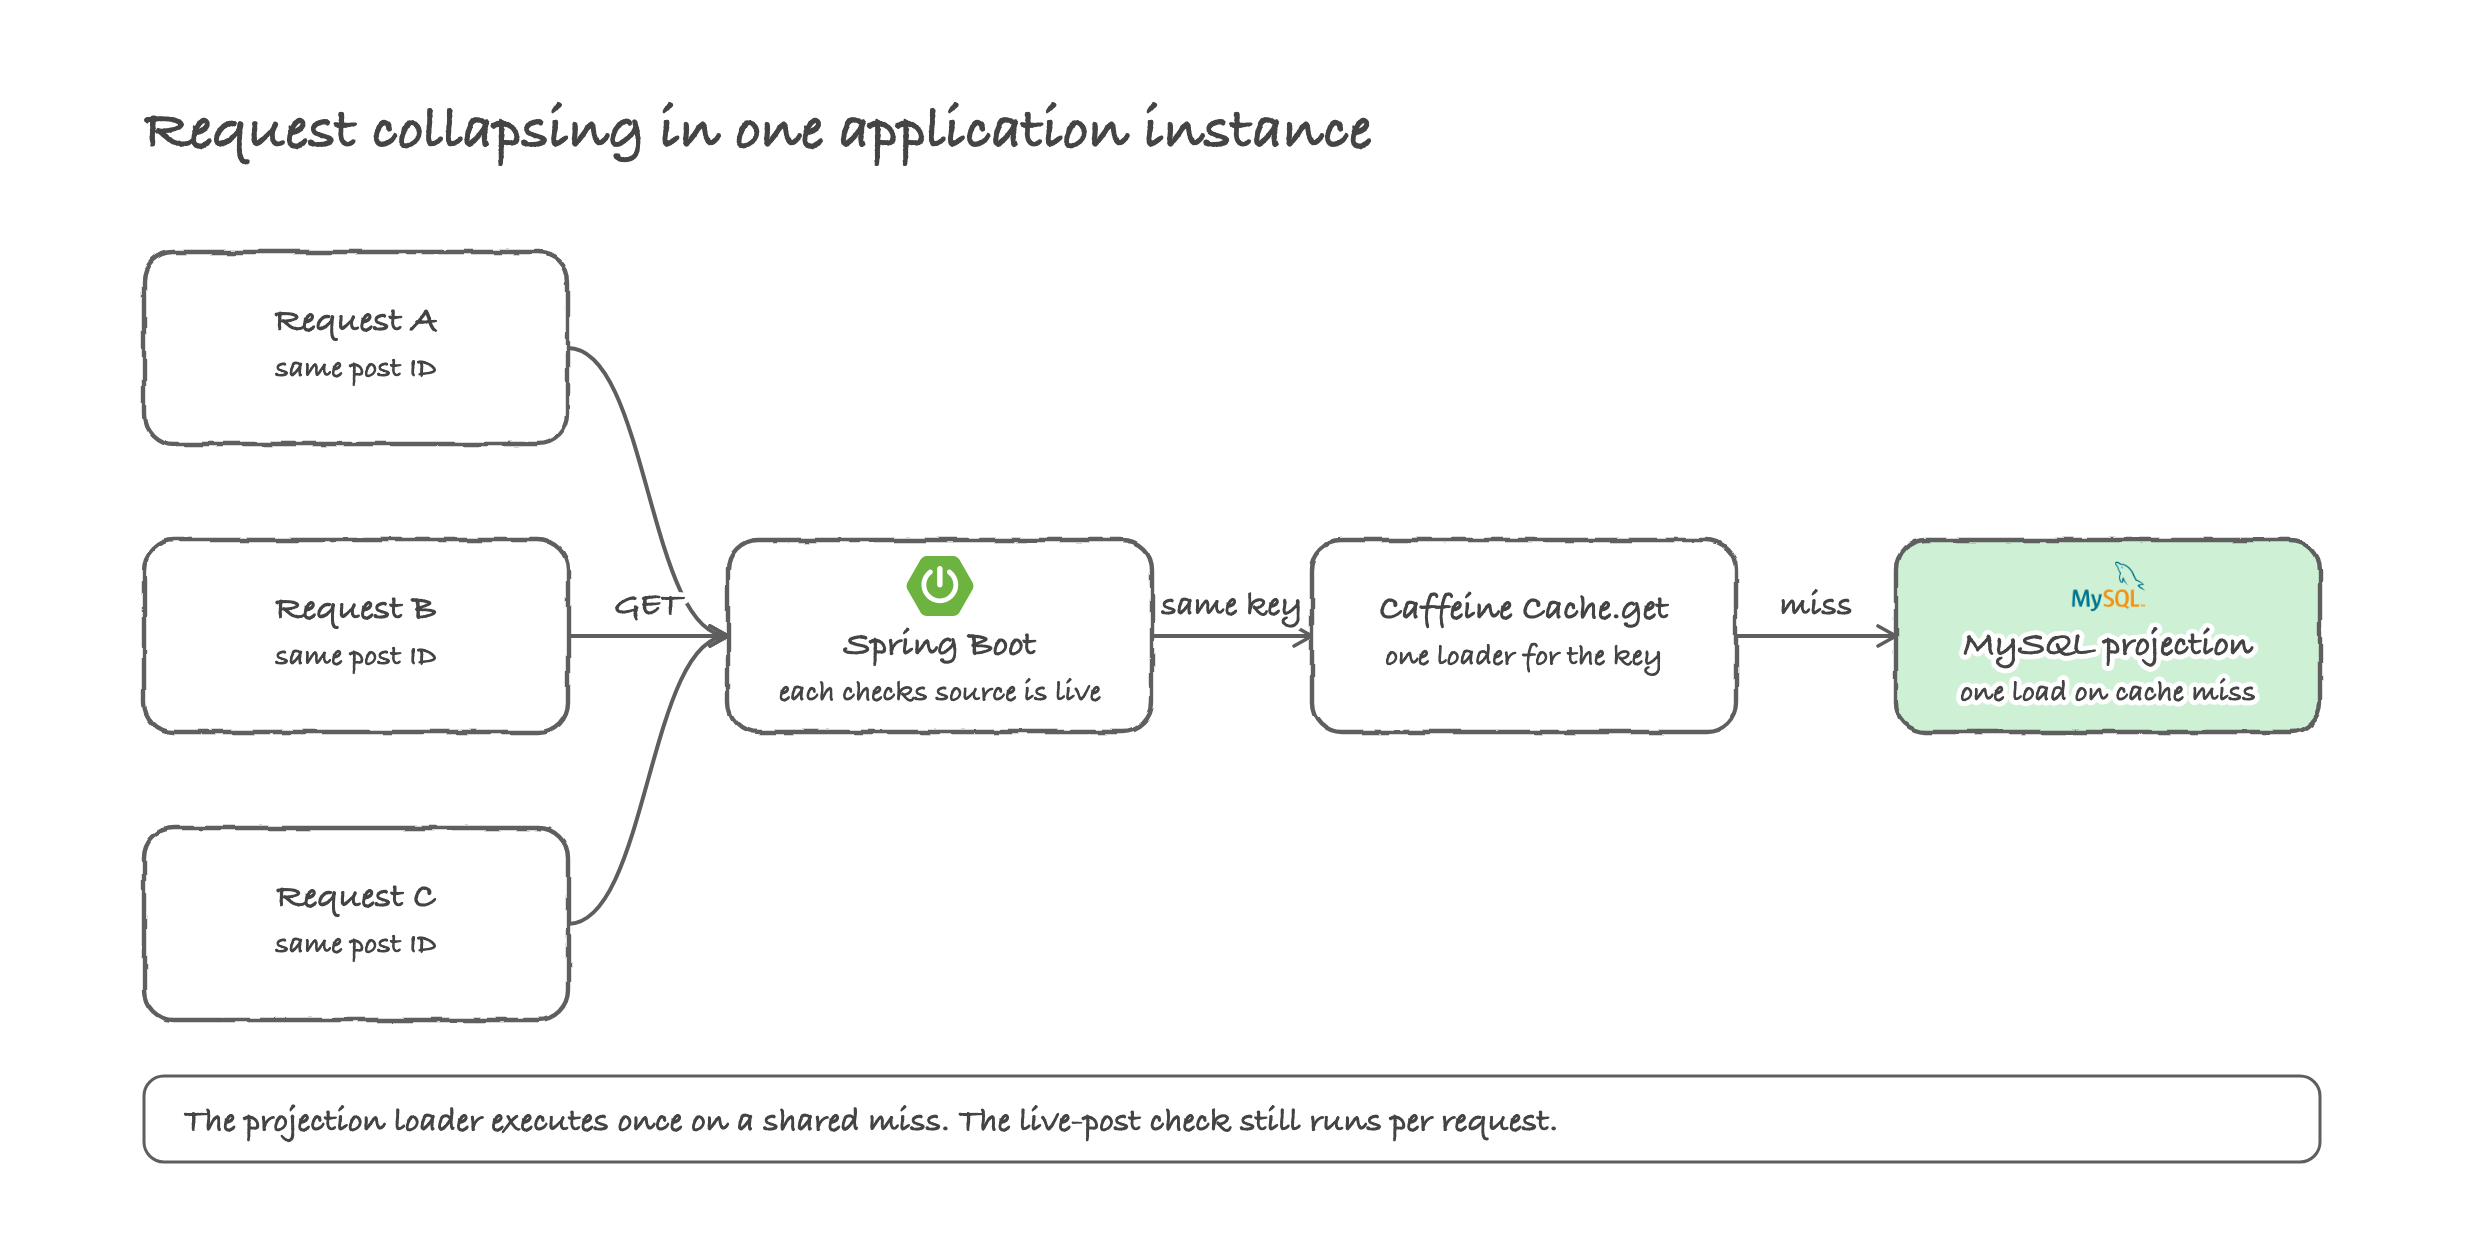 Request collapsing in one application instance
Request A
same post ID
Request B
same post ID
GET
Spring Boot
each checks source is live
same key
Caffeine Cache.get
one loader for the key
miss
MySQL
MySQL projection
one load on cache miss
Request C
same post ID
The projection loader executes once on a shared miss. The live-post check still runs per request.